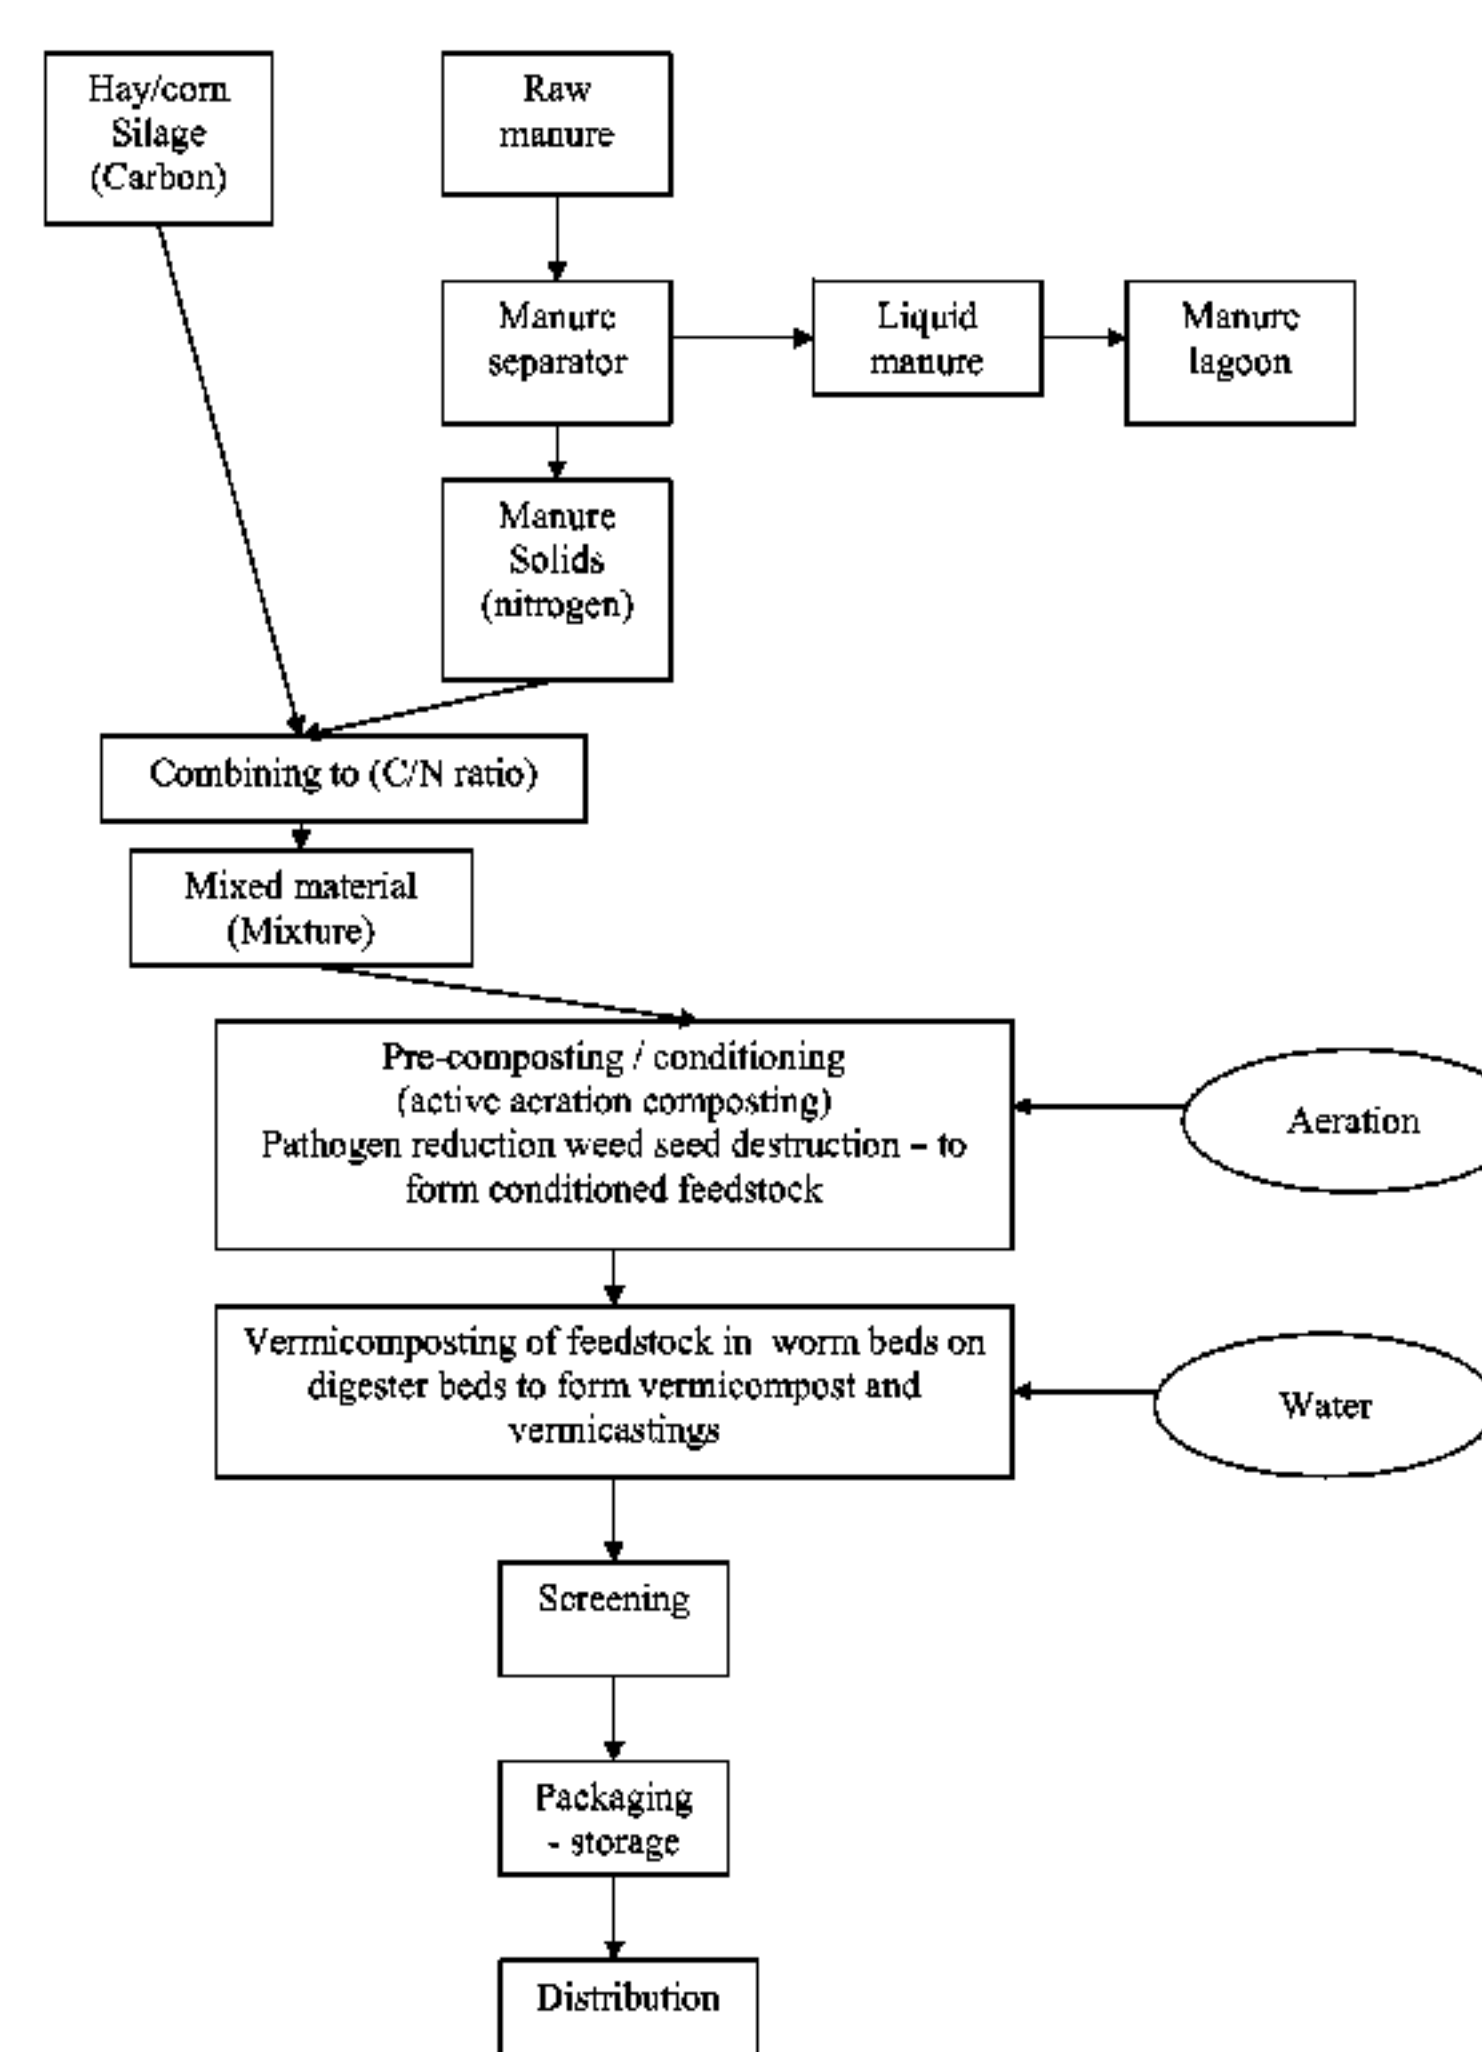 Hay/corn
Silage
(Carbon)
Raw
manure
Manure
separator
Liquid
manure
Manure
lagoon
Manure
Solids
(nitrogen)
Combining to (C/N ratio)
Mixed material
(Mixture)
Pre-composting / conditioning
(active aeration composting)
Pathogen reduction weed seed destruction – to
form conditioned feedstock
Aeration
Vermicomposting of feedstock in worm beds on
digester beds to form vermicompost and
vermicastings
Water
Screening
Packaging
- storage
Distribution